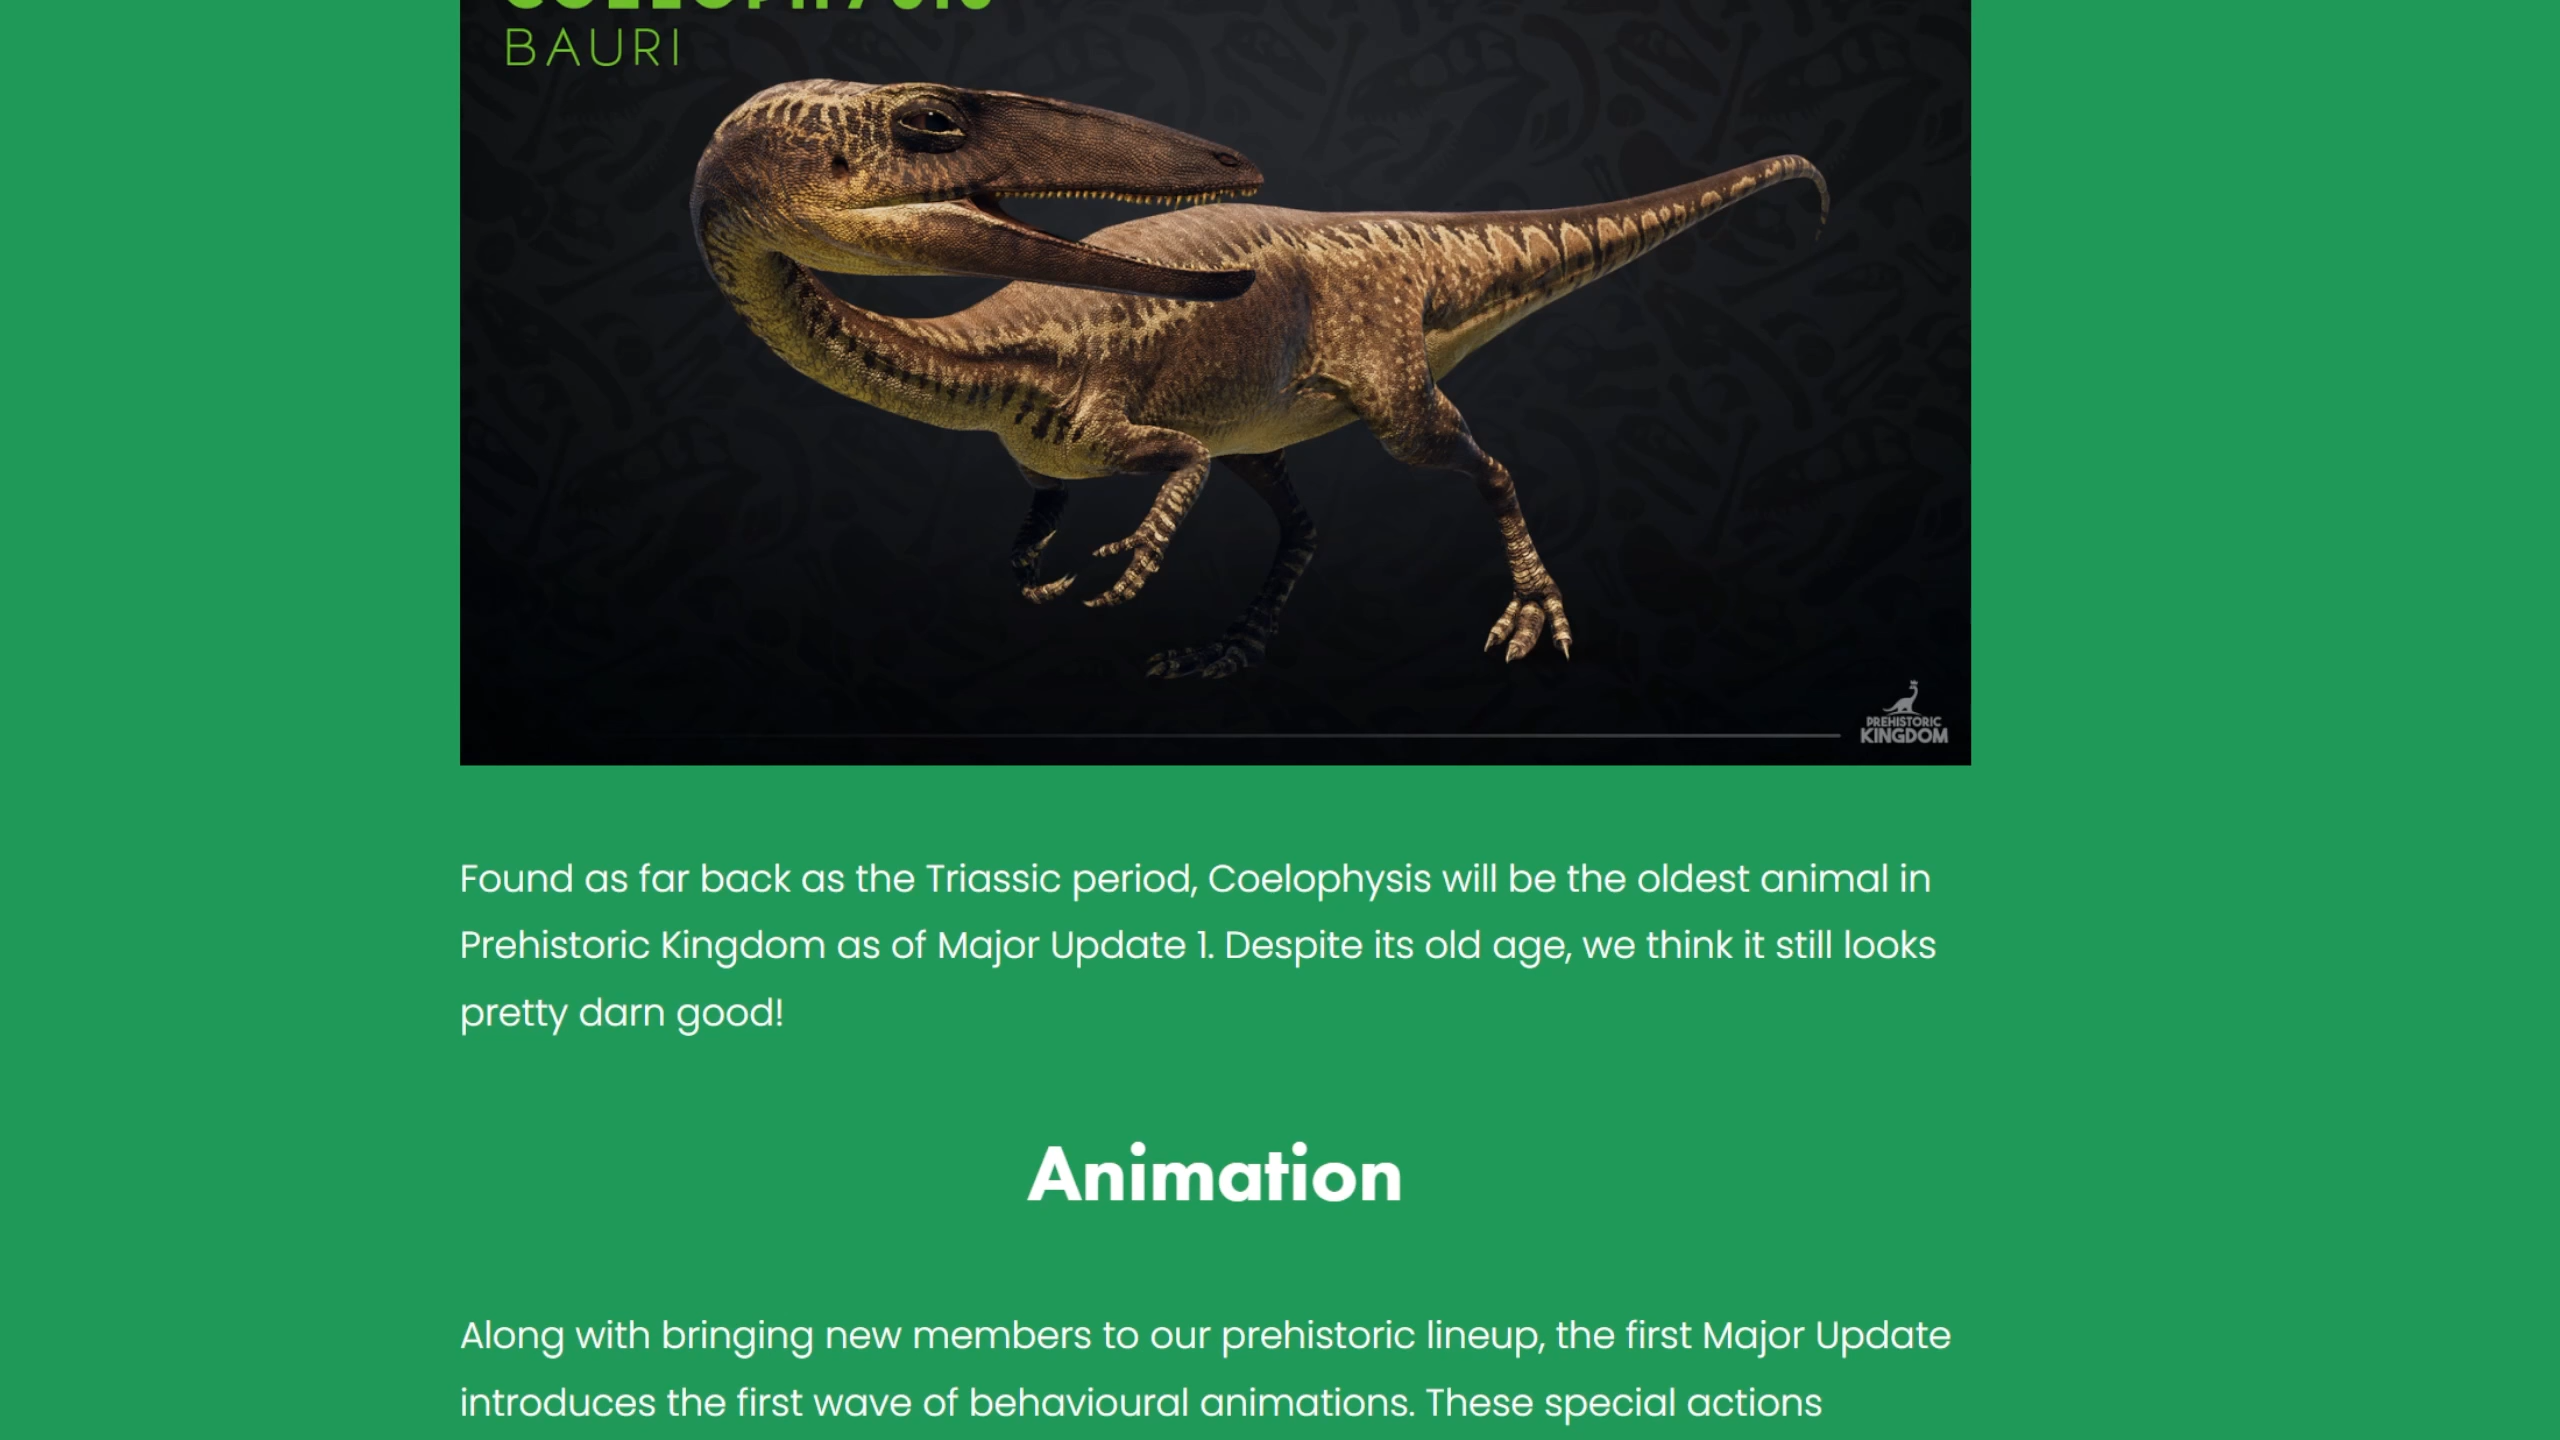 COELOPHYSIS
BAURI
PREHISTORIC
KINGDOM
Found as far back as the Triassic period, Coelophysis will be the oldest animal in
Prehistoric Kingdom as of Major Update 1. Despite its old age, we think it still looks
pretty darn good!
Animation
Along with bringing new members to our prehistoric lineup, the first Major Update
introduces the first wave of behavioural animations. These special actions